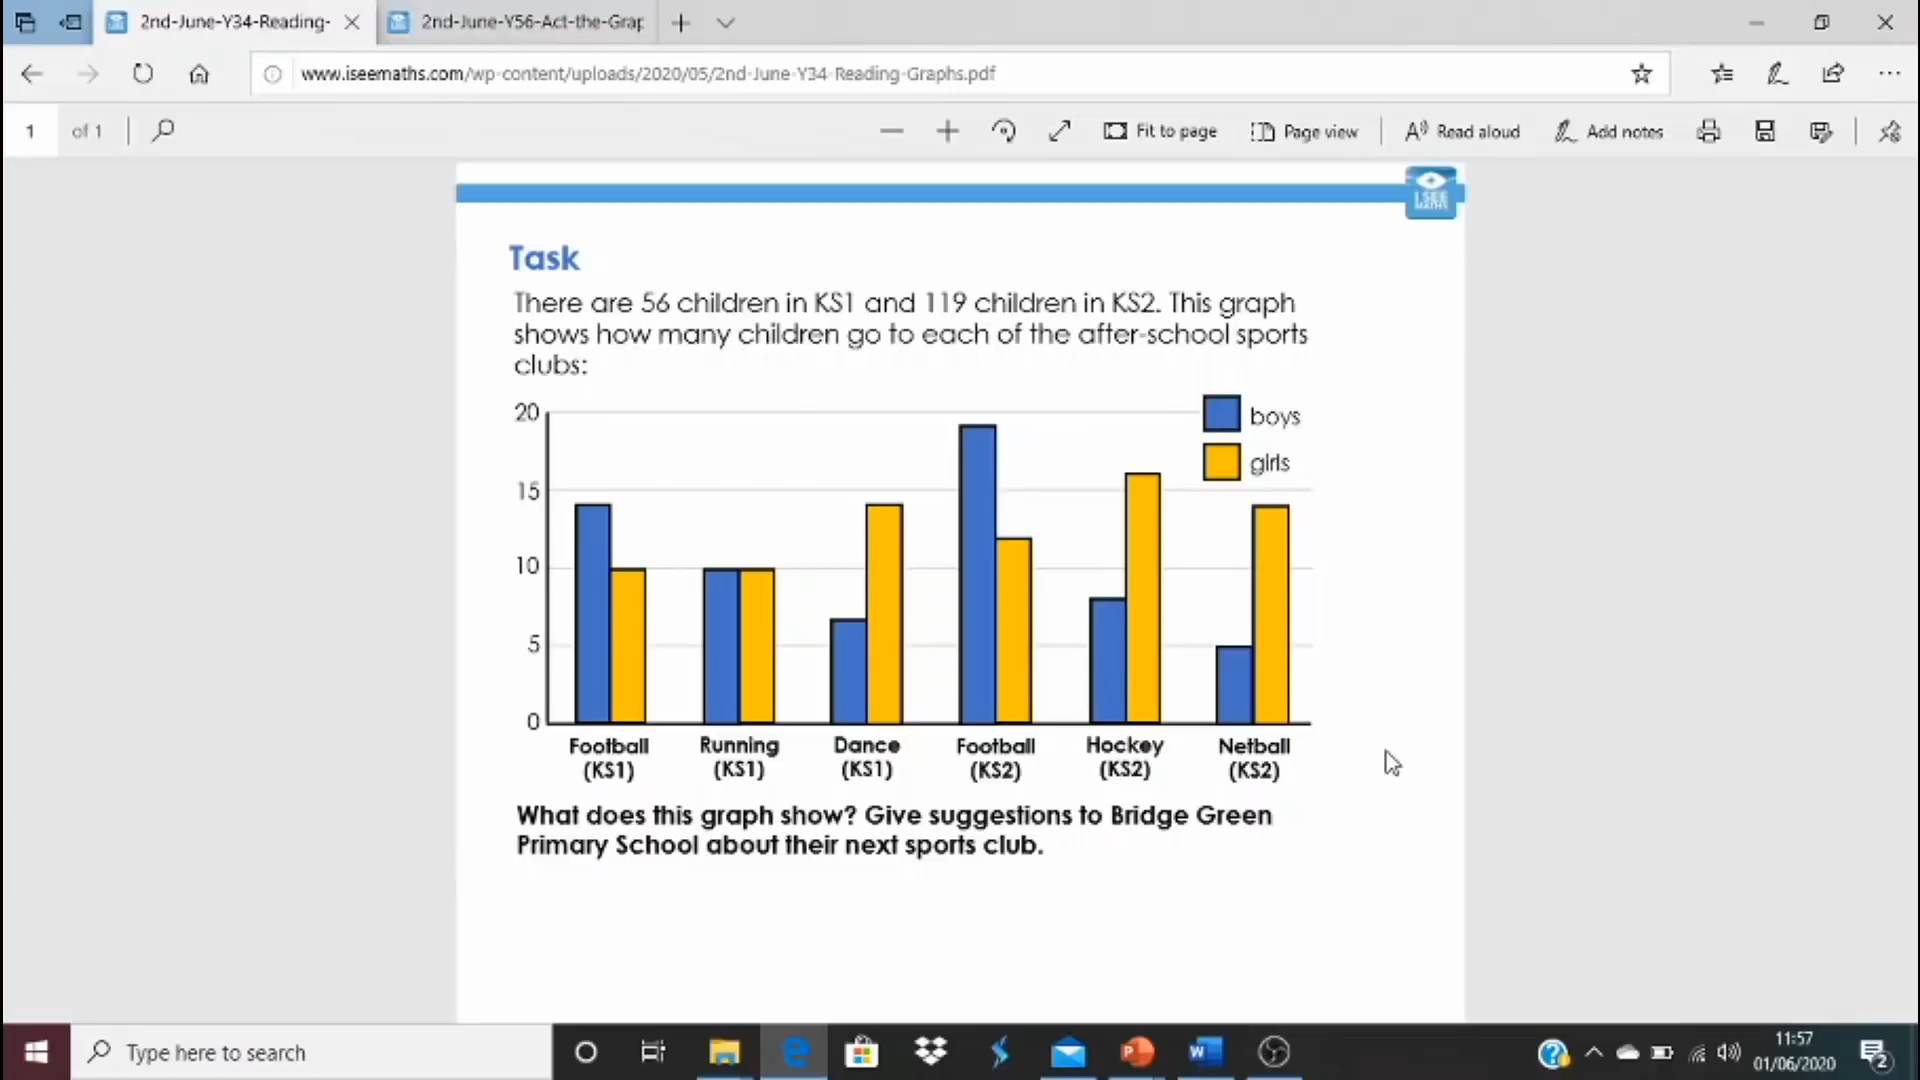 2nd-June-Y34-Reading-
2nd-June-Y56-Act-the-Grap
www.iseemaths.com/wp-content/uploads/2020/05/2nd-June-Y34-Reading-Graphs.pdf
1 of 1
Fit to page
Page view
Read aloud
Add notes
I SEE
MATHS
Task
There are 56 children in KS1 and 119 children in KS2. This graph
shows how many children go to each of the after-school sports
clubs:
20
15
10
5
0
boys
girls
Football
(KS1)
Running
(KS1)
Dance
(KS1)
Football
(KS2)
Hockey
(KS2)
Netball
(KS2)
What does this graph show? Give suggestions to Bridge Green
Primary School about their next sports club.
Type here to search
11:57
01/06/2020
2